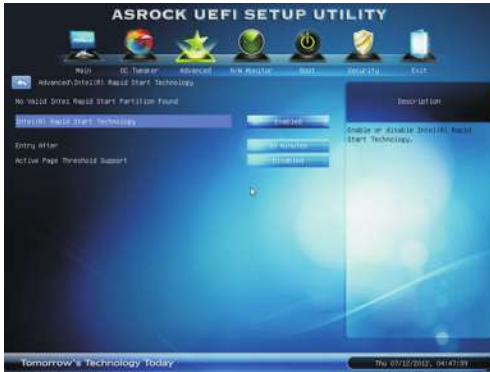 ASROCK UEFI SETUP UTILITY
Main OC Tweaker Advanced H/W Monitor Boot Security Exit
Advanced\Intel(R) Rapid Start Technology
No Valid Intel Rapid Start Partition Found
Description
Intel(R) Rapid Start Technology Enabled
Enable or disable Intel(R) Rapid
Start Technology.
Entry After Minutes
Active Page Threshold Support Disabled
Tomorrow's Technology Today
Thu 07/12/2012, 04:47:39